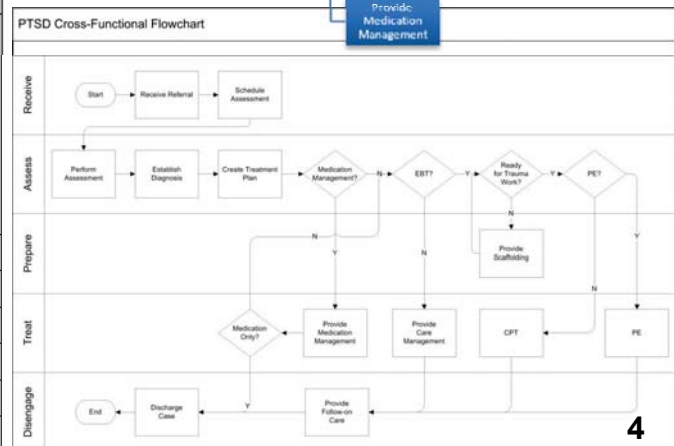 Provide
Medication
Management
PTSD Cross-Functional Flowchart
Receive
Start
Receive Referral
Schedule
Assessment
Assess
Perform
Assessment
Establish
Diagnosis
Create Treatment
Plan
Medication
Management?
N
EBT?
Y
Ready
for Trauma
Work?
Y
PE?
Prepare
N
Y
N
N
Provide
Scaffolding
Y
N
Treat
Medication
Only?
Provide
Medication
Management
Provide
Care
Management
CPT
PE
Disengage
End
Discharge
Case
Y
Provide
Follow-on
Care
4